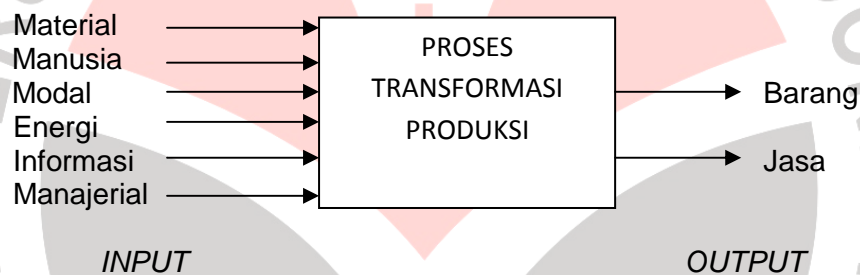 Material
Manusia
Modal
Energi
Informasi
Manajerial
PROSES
TRANSFORMASI
PRODUKSI
Barang
Jasa
INPUT
OUTPUT